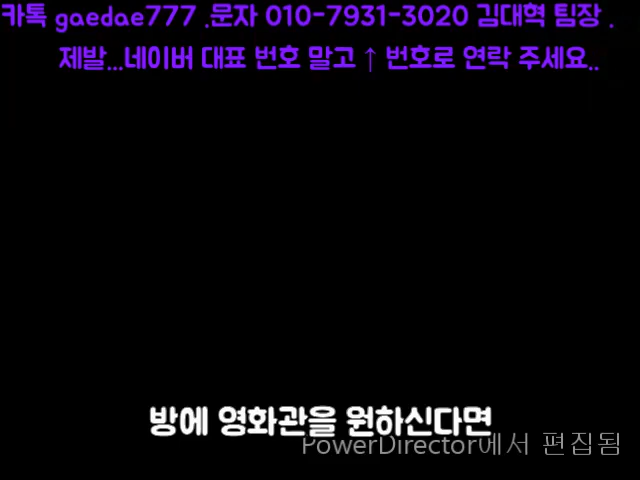 카톡 gaedae777 .문자 010-7931-3020 김대혁 팀장 .
제발...네이버 대표 번호 말고 ↑ 번호로 연락 주세요..
방에 영화관을 원하신다면
PowerDirector에서 편집됨